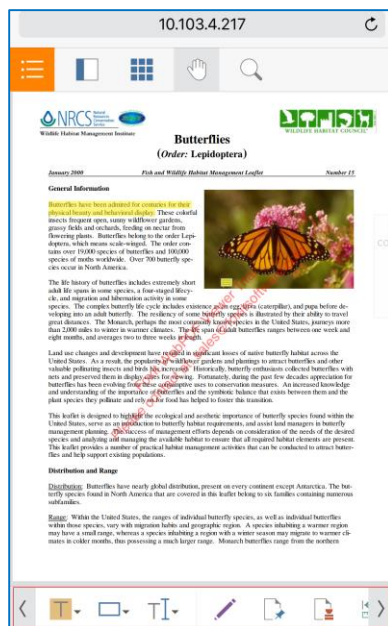 10.103.4.217
NRCS Natural Resources Conservation Service
Wildlife Habitat Management Institute
WILDLIFE HABITAT COUNCIL
Butterflies
(Order: Lepidoptera)
January 2000 Fish and Wildlife Habitat Management Leaflet Number 15
General Information
Butterflies have been admired for centuries for their
physical beauty and behavioral display. These colorful
insects frequent open, sunny wildflower gardens,
grassy fields and orchards, feeding on nectar from
flowering plants. Butterflies belong to the order Lepi-
doptera, which means scale-winged. The order con-
tains over 19,000 species of butterflies and 100,000
species of moths worldwide. Over 700 butterfly spe-
cies occur in North America.
The life history of butterflies includes extremely short
adult life spans in some species, a four-staged lifecy-
cle, and migration and hibernation activity in some
species. The complex butterfly life cycle includes existence as an egg, larva (caterpillar), and pupa before de-
veloping into an adult butterfly. The resiliency of some butterfly species is illustrated by their ability to travel
great distances. The Monarch, perhaps the most commonly known species in the United States, journeys more
than 2,000 miles to winter in warmer climates. The life span of adult butterflies ranges between one week and
eight months, and averages two to three weeks in length.
Land use changes and development have resulted in significant losses of native butterfly habitat across the
United States. As a result, the popularity of wildflower gardens and plantings to attract butterflies and other
valuable pollinating insects and birds has increased. Historically, butterfly enthusiasts collected butterflies with
nets and preserved them in display cases for viewing. Fortunately, during the past few decades appreciation for
butterflies has been evolving from these consumptive uses to conservation measures. An increased knowledge
and understanding of the importance of butterflies and the symbiotic balance that exists between them and the
plant species they pollinate and rely on for food has helped to foster this transition.
This leaflet is designed to highlight the ecological and aesthetic importance of butterfly species found within the
United States, serve as an introduction to butterfly habitat requirements, and assist land managers in butterfly
management planning. The success of management efforts depends on consideration of the needs of the desired
species and analyzing and managing the available habitat to ensure that all required habitat elements are present.
This leaflet provides a number of practical habitat management activities that can be conducted to attract butter-
flies and help support existing populations.
Distribution and Range
Distribution: Butterflies have nearly global distribution, present on every continent except Antarctica. The but-
terfly species found in North America that are covered in this leaflet belong to six families containing numerous
subfamilies.
Range: Within the United States, the ranges of individual butterfly species, as well as individual butterflies
within those species, vary with migration habits and geographic region. A species inhabiting a warmer region
may have a small range, whereas a species inhabiting a region with a winter season may migrate to warmer cli-
mates in colder months, thus possessing a much larger range. Monarch butterflies range from the northern